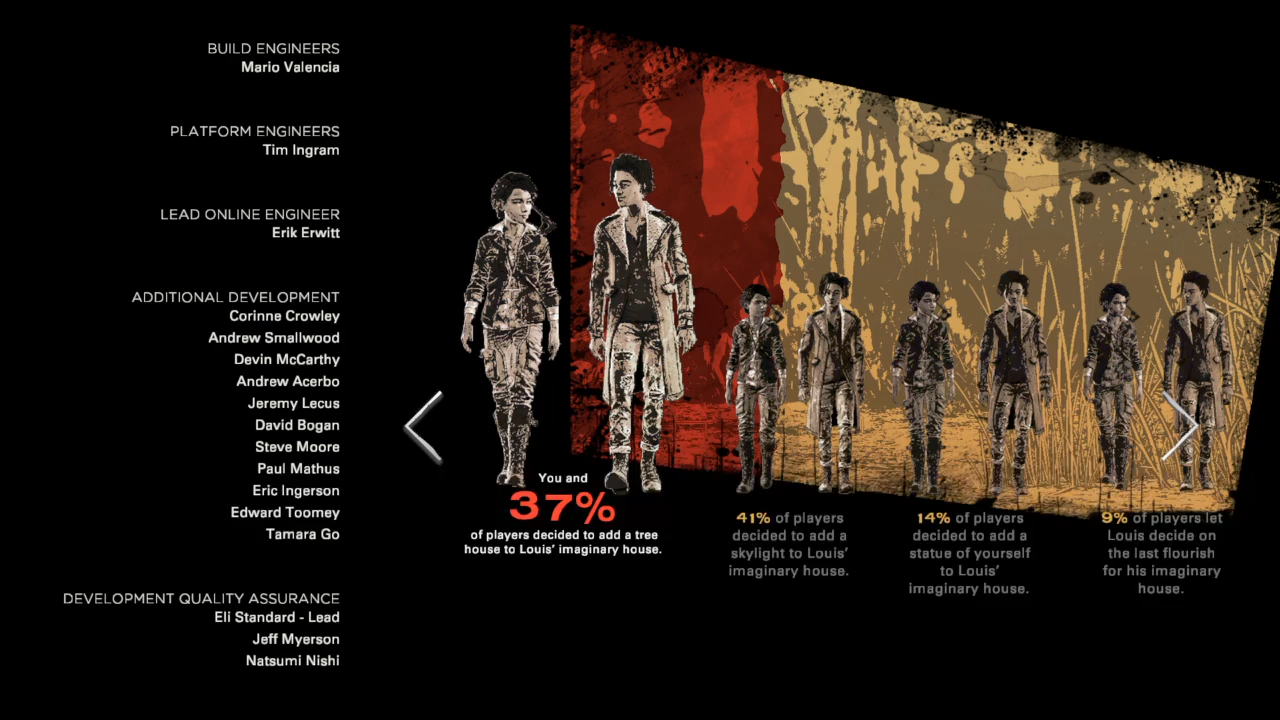 BUILD ENGINEERS
Mario Valencia
PLATFORM ENGINEERS
Tim Ingram
LEAD ONLINE ENGINEER
Erik Erwitt
ADDITIONAL DEVELOPMENT
Corinne Crowley
Andrew Smallwood
Devin McCarthy
Andrew Acerbo
Jeremy Lecus
David Bogan
Steve Moore
Paul Mathus
Eric Ingerson
Edward Toomey
Tamara Go
DEVELOPMENT QUALITY ASSURANCE
Eli Standard - Lead
Jeff Myerson
Natsumi Nishi
You and
37%
of players decided to add a tree
house to Louis' imaginary house.
41% of players
decided to add a
skylight to Louis'
imaginary house.
14% of players
decided to add a
statue of yourself
to Louis'
imaginary house.
9% of players let
Louis decide on
the last flourish
for his imaginary
house.